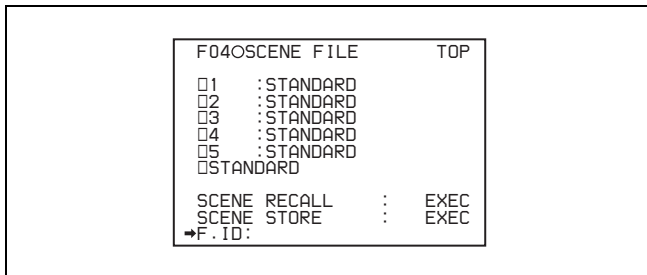 F04○SCENE FILE TOP
□1 :STANDARD
□2 :STANDARD
□3 :STANDARD
□4 :STANDARD
□5 :STANDARD
□STANDARD
SCENE RECALL : EXEC
SCENE STORE : EXEC
➡F.ID: